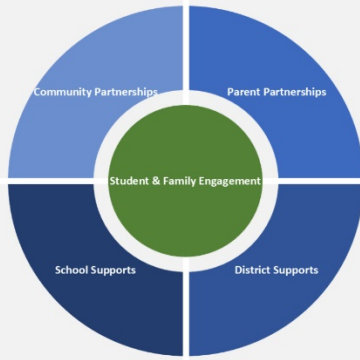 Community Partnerships
Parent Partnerships
Student & Family Engagement
School Supports
District Supports